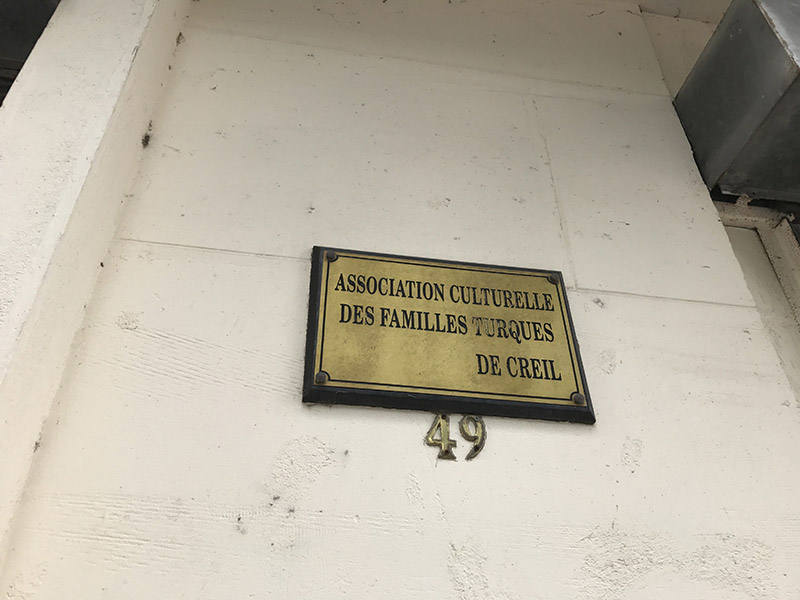 ASSOCIATION CULTURELLE
DES FAMILLES TURQUES
DE CREIL
49